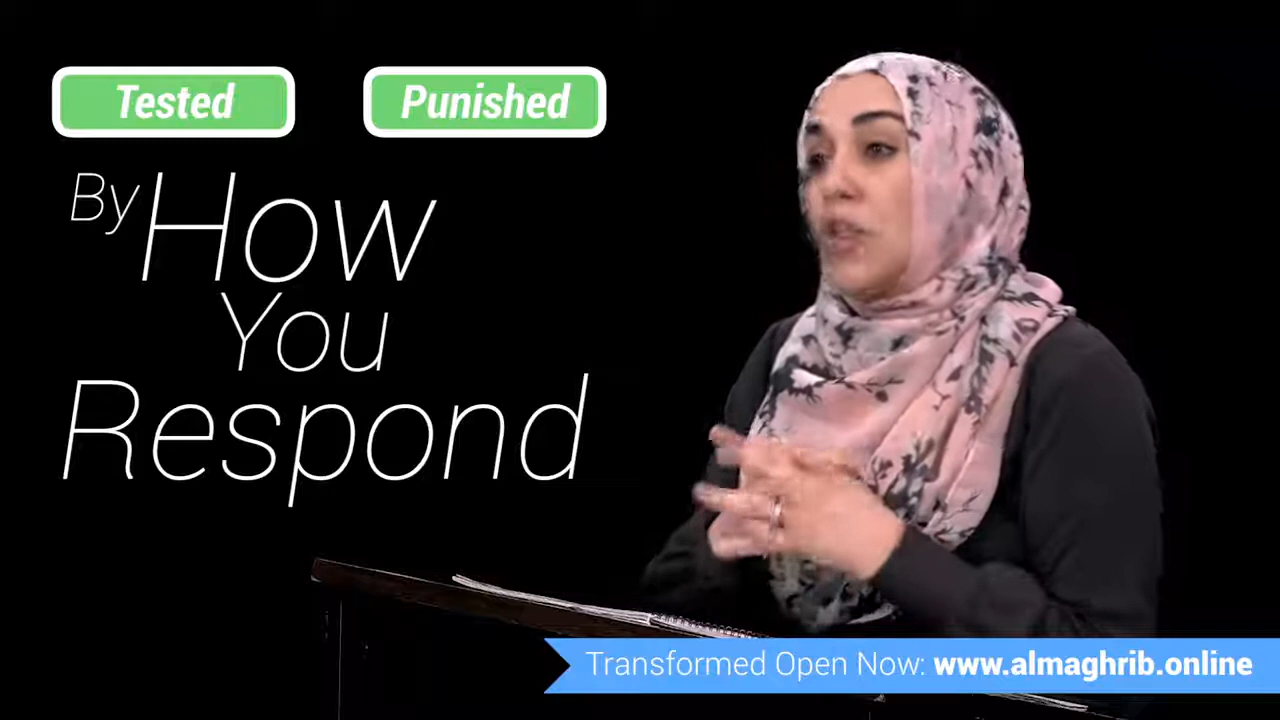 Tested
Punished
By How
You
Respond
Transformed Open Now: www.almaghrib.online